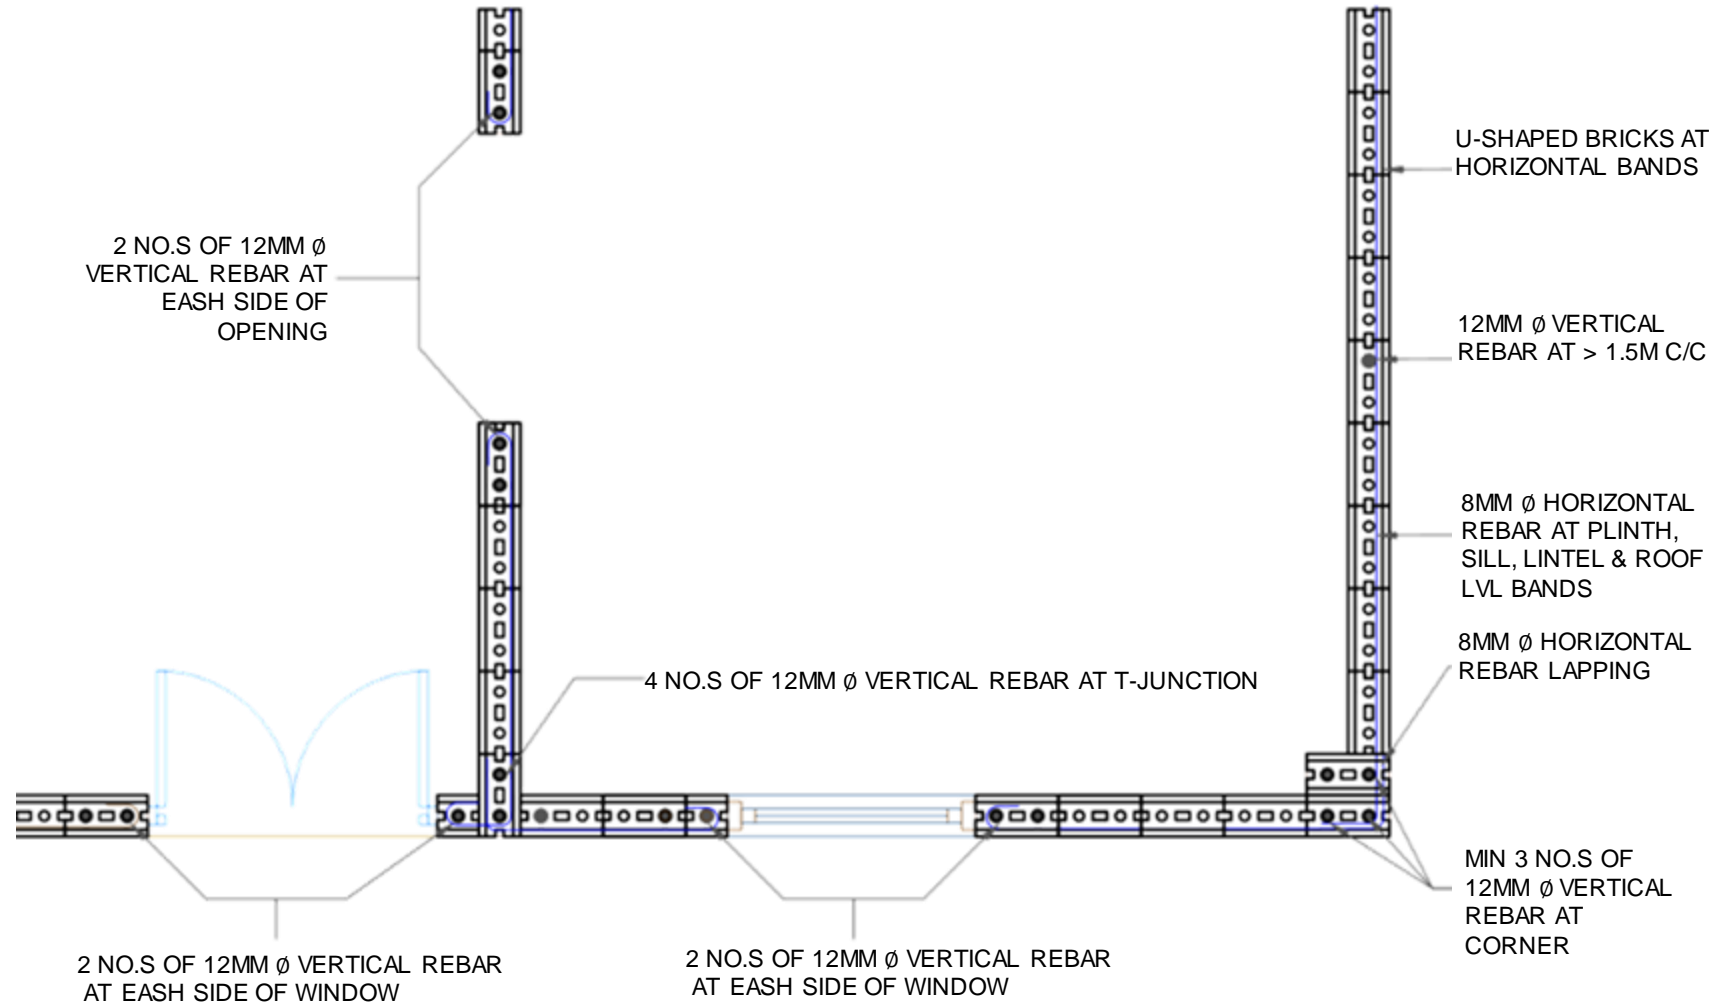 U-SHAPED BRICKS AT
HORIZONTAL BANDS
2 NO.S OF 12MM Ø
VERTICAL REBAR AT
EASH SIDE OF
OPENING
12MM Ø VERTICAL
REBAR AT > 1.5M C/C
8MM Ø HORIZONTAL
REBAR AT PLINTH,
SILL, LINTEL & ROOF
LVL BANDS
8MM Ø HORIZONTAL
REBAR LAPPING
4 NO.S OF 12MM Ø VERTICAL REBAR AT T-JUNCTION
MIN 3 NO.S OF
12MM Ø VERTICAL
REBAR AT
CORNER
2 NO.S OF 12MM Ø VERTICAL REBAR
AT EASH SIDE OF WINDOW
2 NO.S OF 12MM Ø VERTICAL REBAR
AT EASH SIDE OF WINDOW